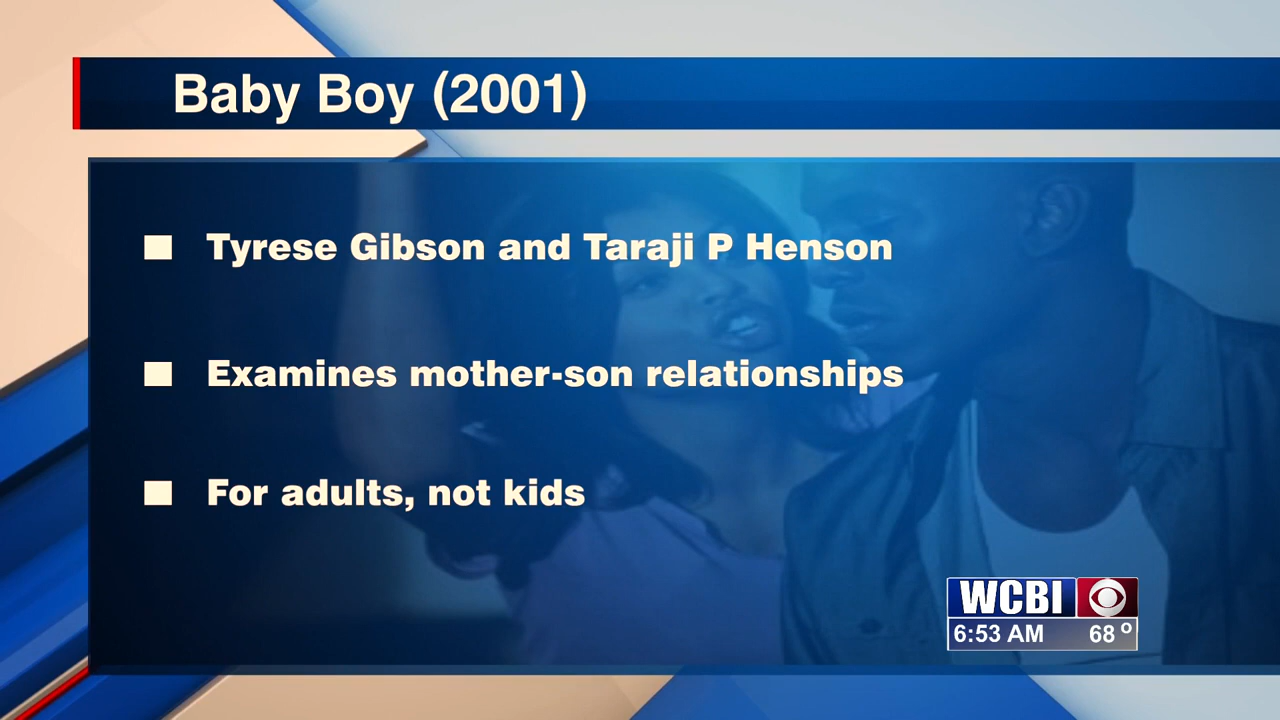 Baby Boy (2001)
Tyrese Gibson and Taraji P Henson
Examines mother-son relationships
For adults, not kids
WCBI
6:53 AM 68°